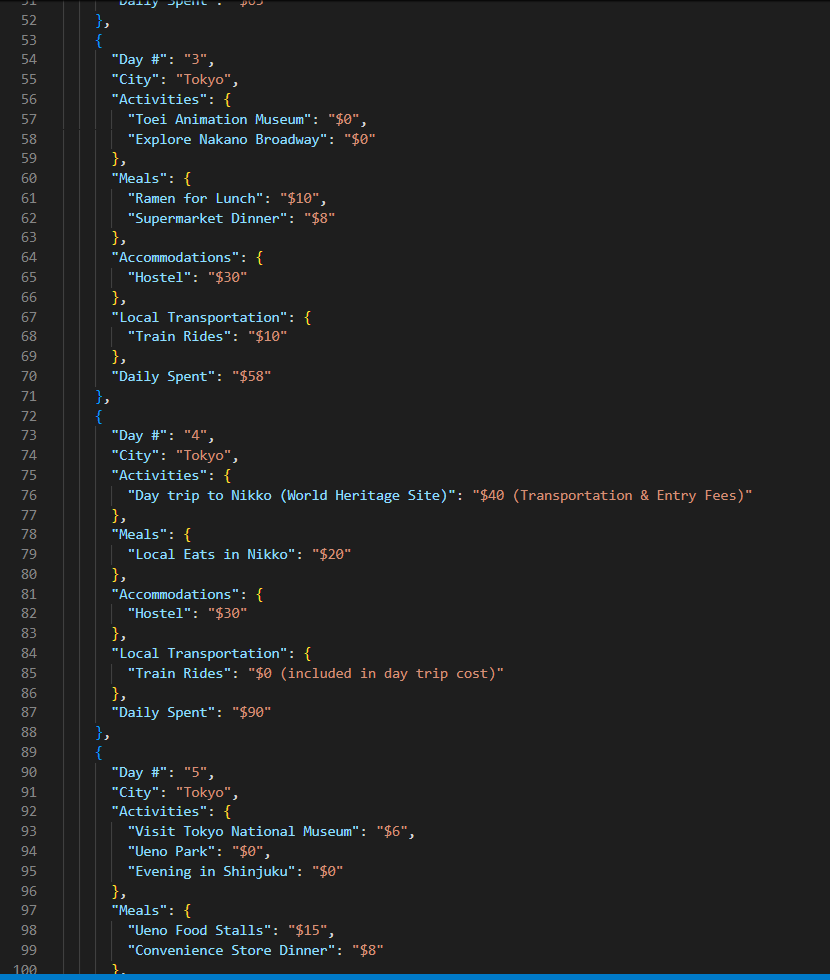 51 "Daily Spent": "$65"
52 },
53 {
54 "Day #": "3",
55 "City": "Tokyo",
56 "Activities": {
57 "Toei Animation Museum": "$0",
58 "Explore Nakano Broadway": "$0"
59 },
60 "Meals": {
61 "Ramen for Lunch": "$10",
62 "Supermarket Dinner": "$8"
63 },
64 "Accommodations": {
65 "Hostel": "$30"
66 },
67 "Local Transportation": {
68 "Train Rides": "$10"
69 },
70 "Daily Spent": "$58"
71 },
72 {
73 "Day #": "4",
74 "City": "Tokyo",
75 "Activities": {
76 "Day trip to Nikko (World Heritage Site)": "$40 (Transportation & Entry Fees)"
77 },
78 "Meals": {
79 "Local Eats in Nikko": "$20"
80 },
81 "Accommodations": {
82 "Hostel": "$30"
83 },
84 "Local Transportation": {
85 "Train Rides": "$0 (included in day trip cost)"
86 },
87 "Daily Spent": "$90"
88 },
89 {
90 "Day #": "5",
91 "City": "Tokyo",
92 "Activities": {
93 "Visit Tokyo National Museum": "$6",
94 "Ueno Park": "$0",
95 "Evening in Shinjuku": "$0"
96 },
97 "Meals": {
98 "Ueno Food Stalls": "$15",
99 "Convenience Store Dinner": "$8"
100 },